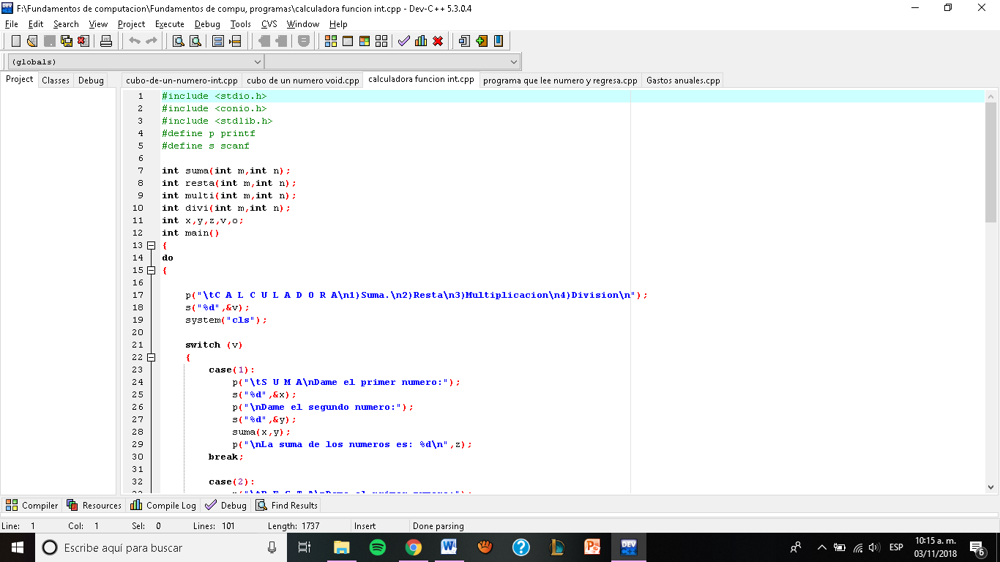 F:\Fundamentos de computacion\Fundamentos de compu, programas\calculadora funcion int.cpp - Dev-C++ 5.3.0.4
File Edit Search View Project Execute Debug Tools CVS Window Help
(globals)
Project Classes Debug
cubo-de-un-numero-int.cpp cubo de un numero void.cpp calculadora funcion int.cpp programa que lee numero y regresa.cpp Gastos anuales.cpp
1 #include <stdio.h>
2 #include <conio.h>
3 #include <stdlib.h>
4 #define p printf
5 #define s scanf
6
7 int suma(int m,int n);
8 int resta(int m,int n);
9 int multi(int m,int n);
10 int divi(int m,int n);
11 int x,y,z,v,o;
12 int main()
13 {
14 do
15 {
16
17 p("\tC A L C U L A D O R A\n1)Suma.\n2)Resta\n3)Multiplicacion\n4)Division\n");
18 s("%d",&v);
19 system("cls");
20
21 switch (v)
22 {
23 case(1):
24 p("\tS U M A\nDame el primer numero:");
25 s("%d",&x);
26 p("\nDame el segundo numero:");
27 s("%d",&y);
28 suma(x,y);
29 p("\nLa suma de los numeros es: %d\n",z);
30 break;
31
32 case(2):
33 p("\tR E S T A\nDame el primer numero:");
Compiler Resources Compile Log Debug Find Results
Line: 1 Col: 1 Sel: 0 Lines: 101 Length: 1737 Insert Done parsing
Escribe aquí para buscar
ESP
10:15 a. m.
03/11/2018
6